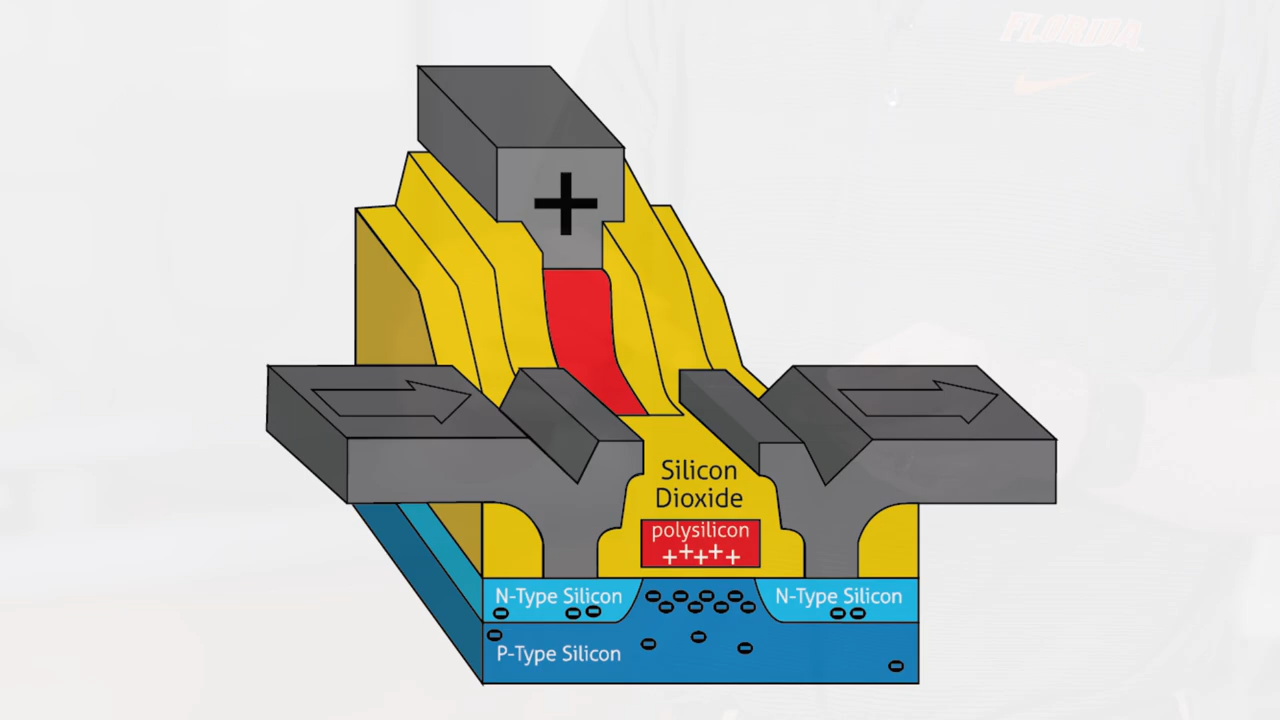 FLORIDA
+
Silicon
Dioxide
polysilicon
+++++
N-Type Silicon
N-Type Silicon
P-Type Silicon